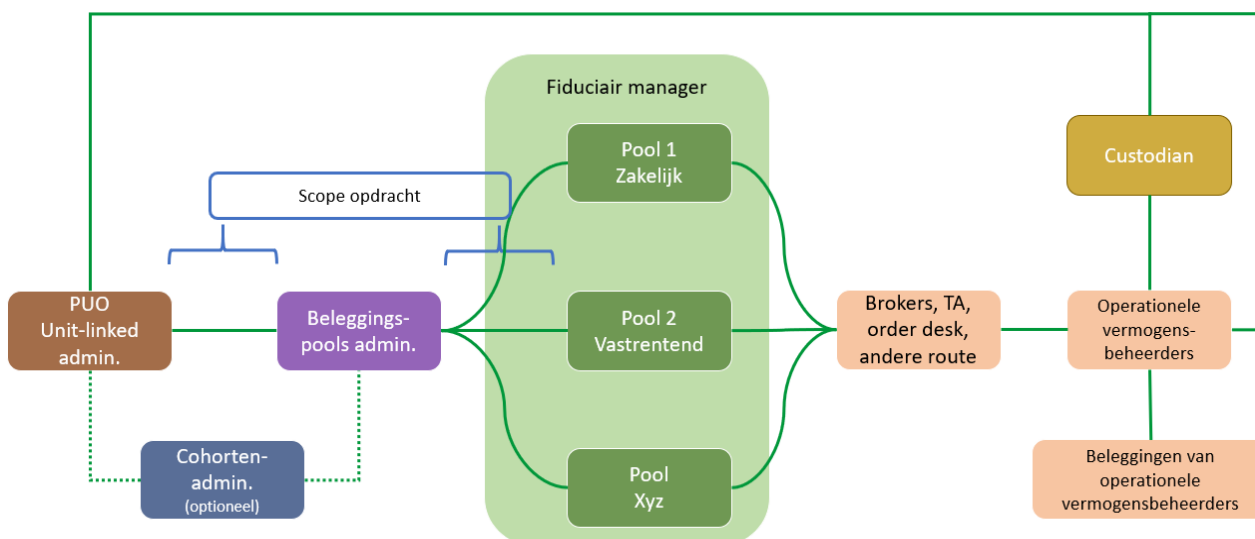 Fiduciair manager
Pool 1
Zakelijk
Custodian
Scope opdracht
PUO
Unit-linked
admin.
Beleggings-
pools admin.
Pool 2
Vastrentend
Brokers, TA,
order desk,
andere route
Operationele
vermogens-
beheerders
Cohorten-
admin.
(optioneel)
Pool
Xyz
Beleggingen van
operationele
vermogensbeheerders